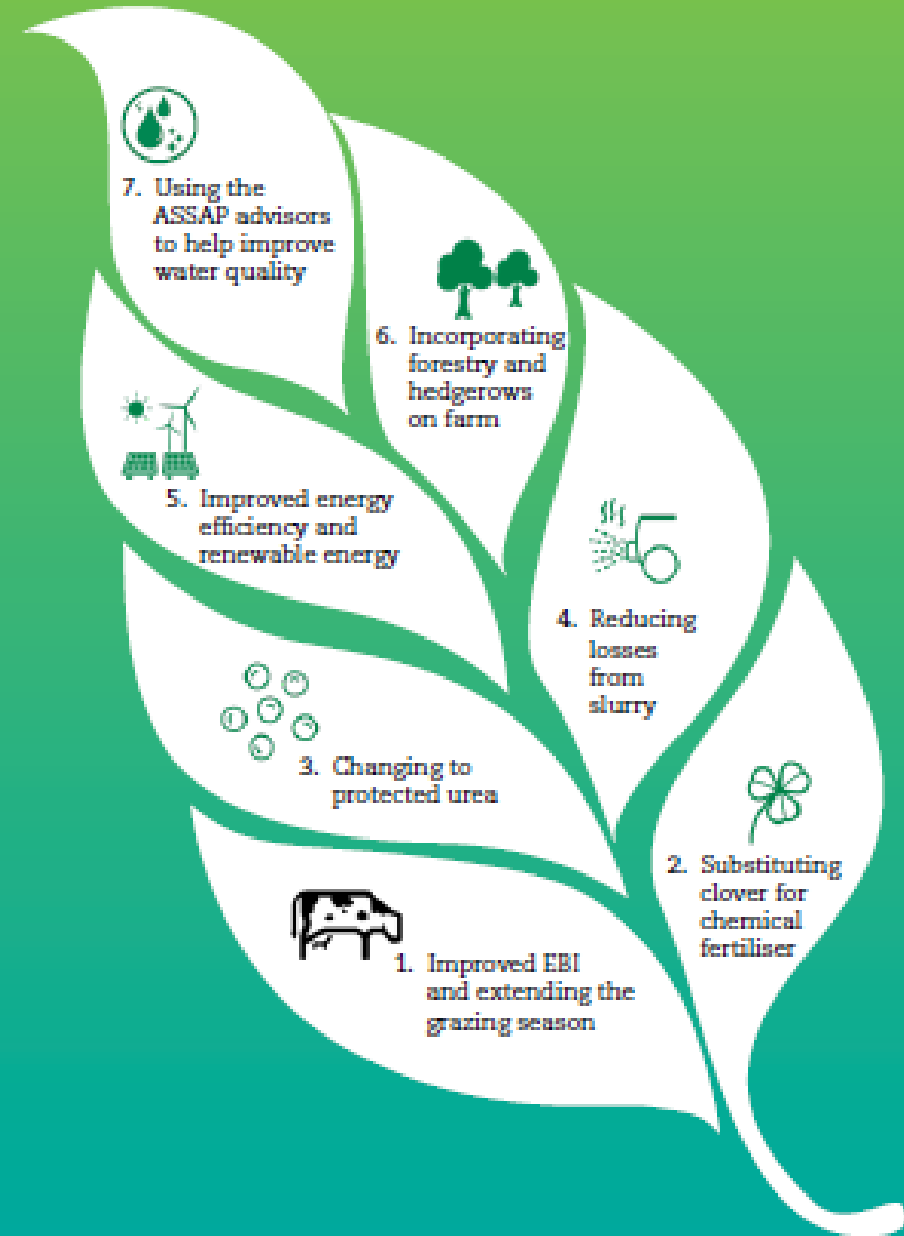 7. Using the
ASSAP advisors
to help improve
water quality
6. Incorporating
forestry and
hedgerows
on farm
5. Improved energy
efficiency and
renewable energy
4. Reducing
losses
from
slurry
3. Changing to
protected urea
2. Substituting
clover for
chemical
fertiliser
1. Improved EBI
and extending the
grazing season